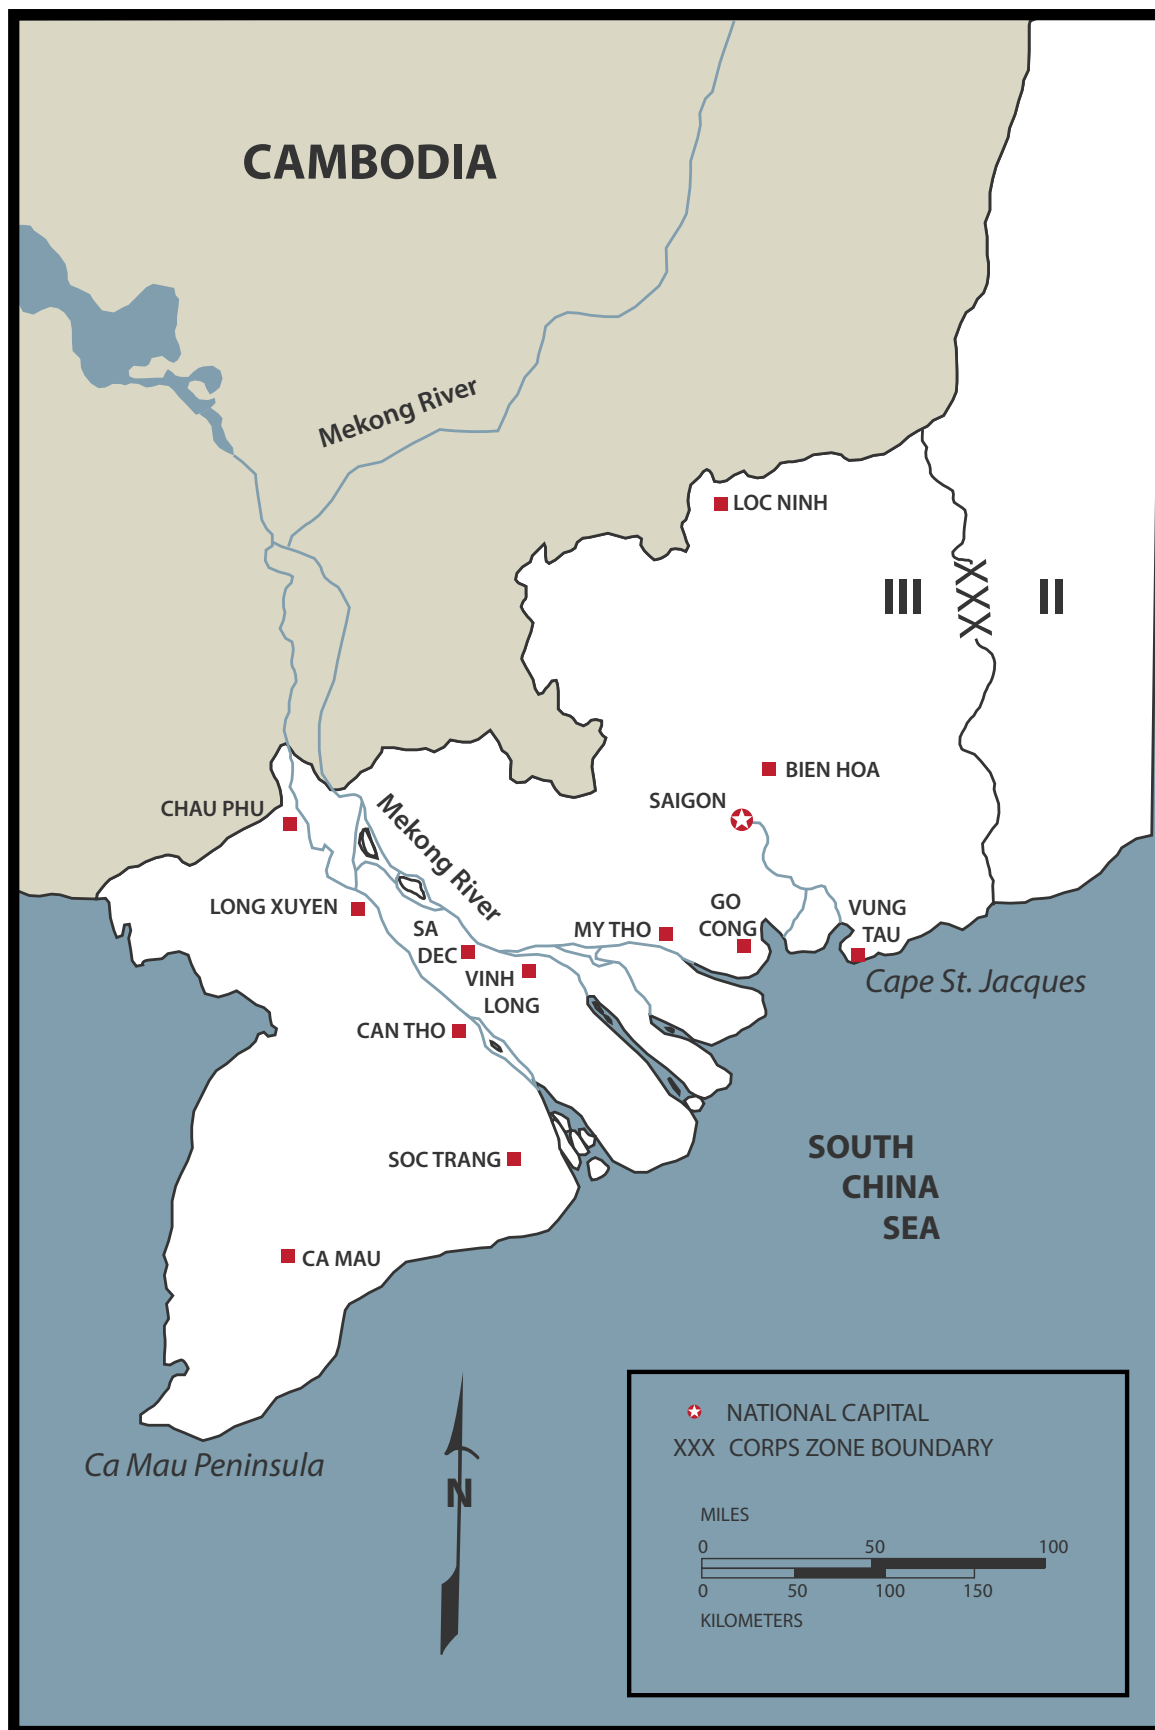 CAMBODIA
Mekong River
LOC NINH
III
XXX
II
BIEN HOA
SAIGON
CHAU PHU
Mekong River
LONG XUYEN
SA
DEC
VINH
LONG
MY THO
GO
CONG
VUNG
TAU
Cape St. Jacques
CAN THO
SOC TRANG
SOUTH
CHINA
SEA
CA MAU
Ca Mau Peninsula
N
NATIONAL CAPITAL
XXX CORPS ZONE BOUNDARY
MILES
0 50 100
0 50 100 150
KILOMETERS